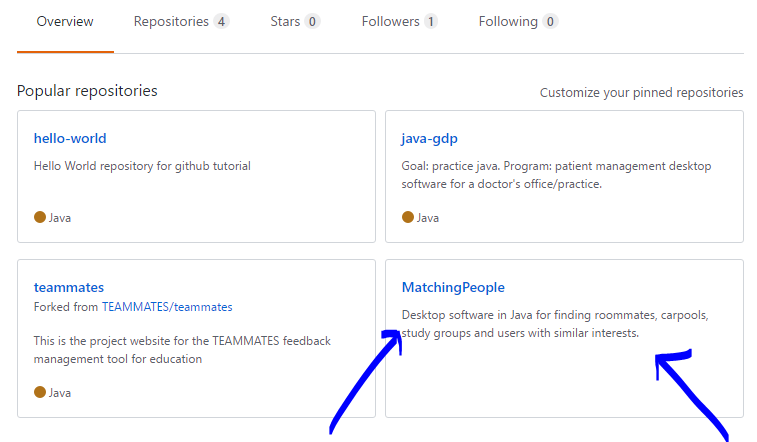 Overview Repositories 4 Stars 0 Followers 1 Following 0
Popular repositories Customize your pinned repositories
hello-world
Hello World repository for github tutorial
Java
java-gdp
Goal: practice java. Program: patient management desktop
software for a doctor's office/practice.
Java
teammates
Forked from TEAMMATES/teammates
This is the project website for the TEAMMATES feedback
management tool for education
Java
MatchingPeople
Desktop software in Java for finding roommates, carpools,
study groups and users with similar interests.